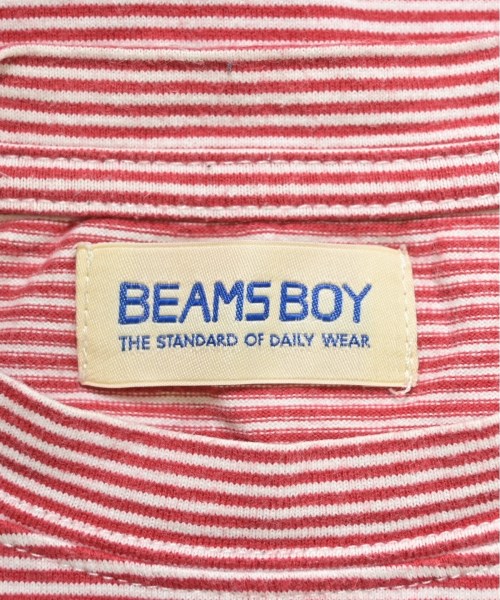 BEAMS BOY
THE STANDARD OF DAILY WEAR